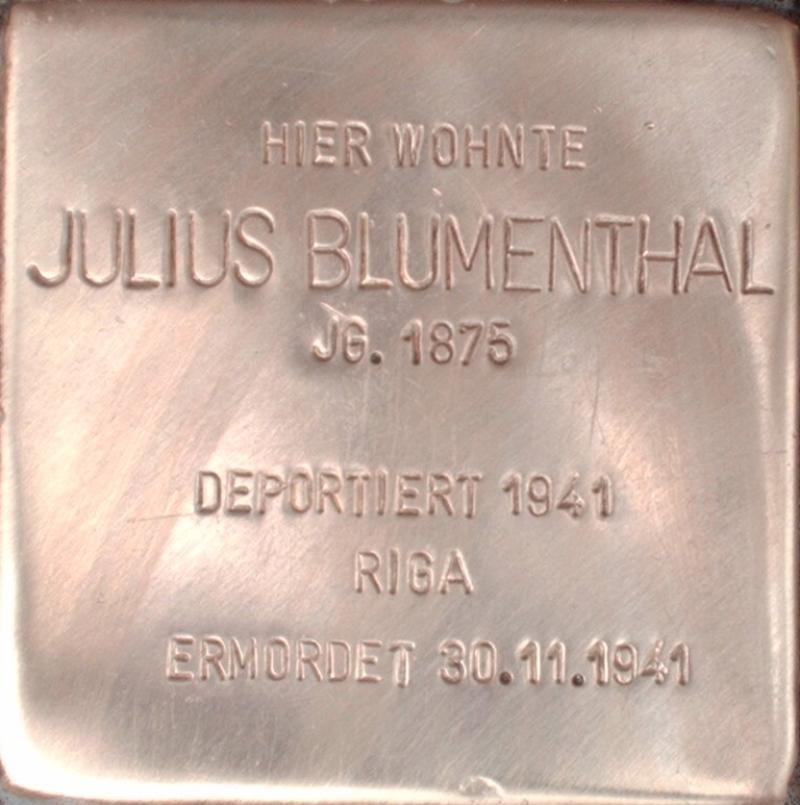 HIER WOHNTE
JULIUS BLUMENTHAL
JG. 1875
DEPORTIERT 1941
RIGA
ERMORDET 30.11.1941